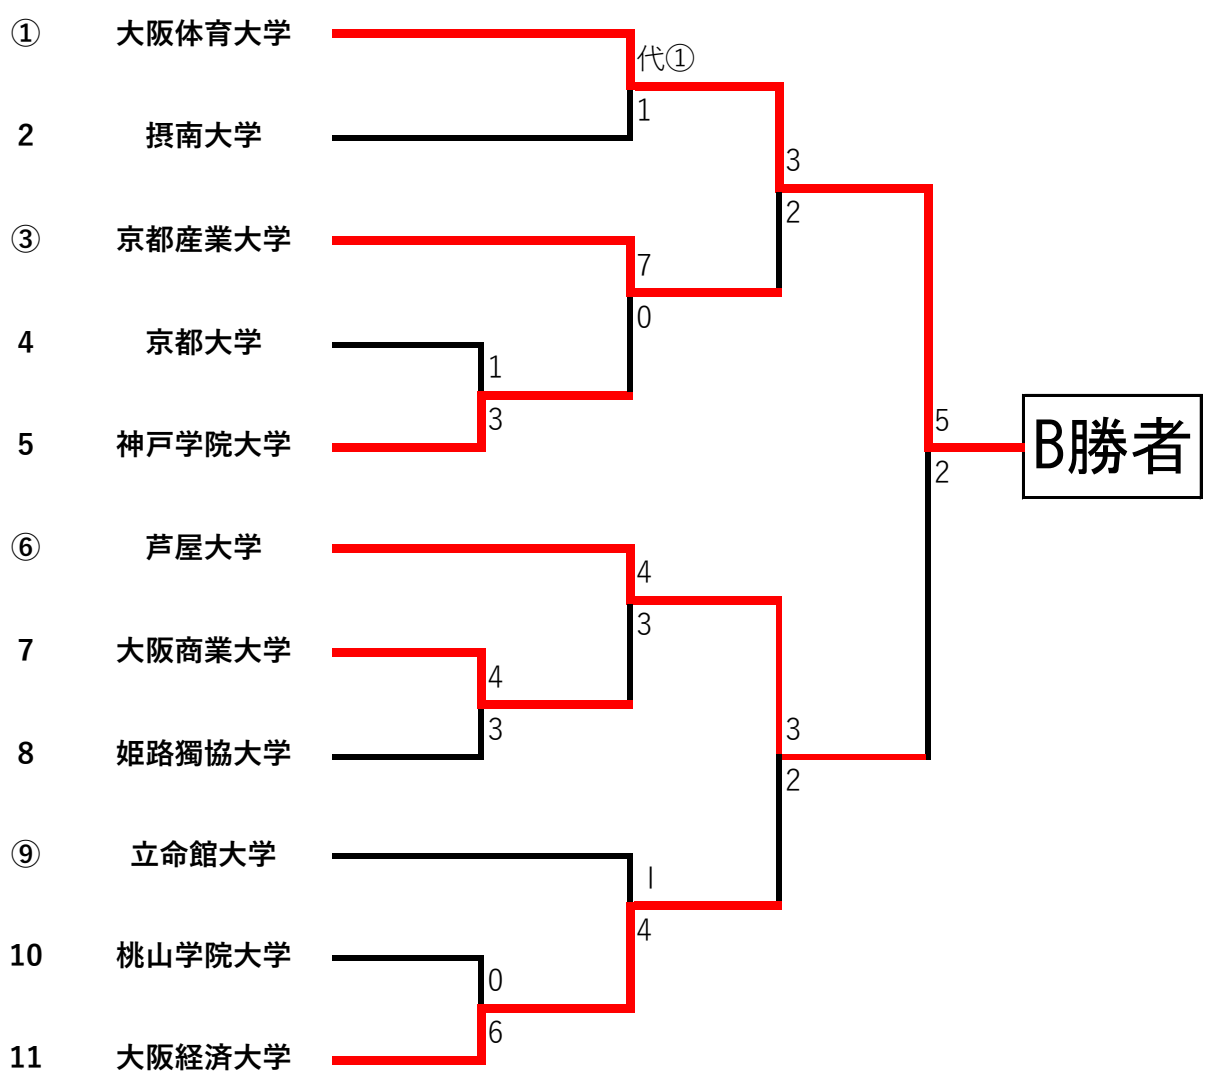 ① 大阪体育大学
代①
1
2 摂南大学
3
2
③ 京都産業大学
7
0
4 京都大学
1
3
5 神戸学院大学
5
B勝者
2
⑥ 芦屋大学
4
3
7 大阪商業大学
4
3
8 姫路獨協大学
3
2
⑨ 立命館大学
I
4
10 桃山学院大学
0
6
11 大阪経済大学